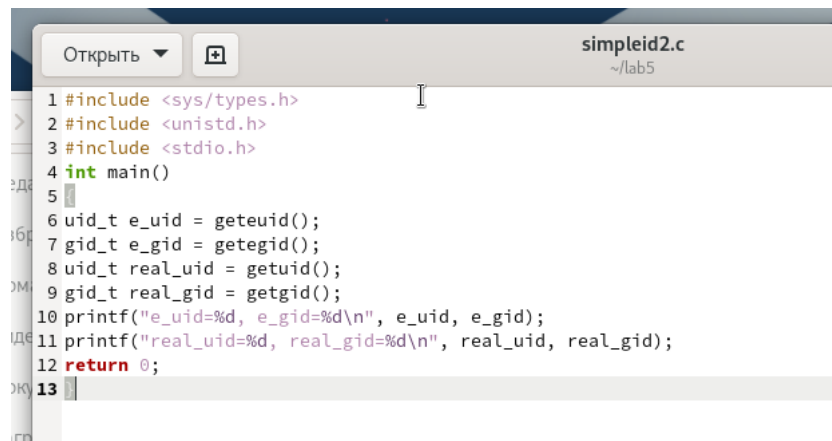 Открыть
simpleid2.c
~/lab5
1 #include <sys/types.h>
2 #include <unistd.h>
3 #include <stdio.h>
4 int main()
5 {
6 uid_t e_uid = geteuid();
7 gid_t e_gid = getegid();
8 uid_t real_uid = getuid();
9 gid_t real_gid = getgid();
10 printf("e_uid=%d, e_gid=%d\n", e_uid, e_gid);
11 printf("real_uid=%d, real_gid=%d\n", real_uid, real_gid);
12 return 0;
13 }